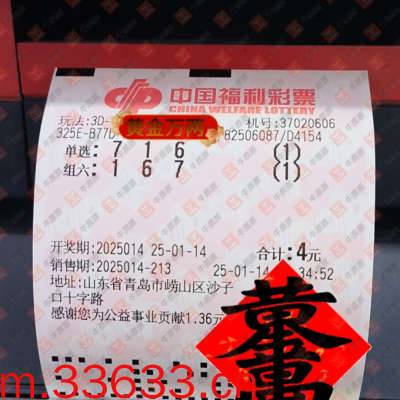 中国福利彩票
CHINA WELFARE LOTTERY
玩法:3D-
机号:37020606
325E-B77D
82506087/D4154
黄金万两
单选: 7 1 6 (1)
组六: 1 6 7 (1)
开奖期:2025014 25-01-14
合计:4元
销售期:2025014-213 25-01-14 34:52
地址:山东省青岛市崂山区沙子
口十字路
感谢您为公益事业贡献1.36元
m.33633.c